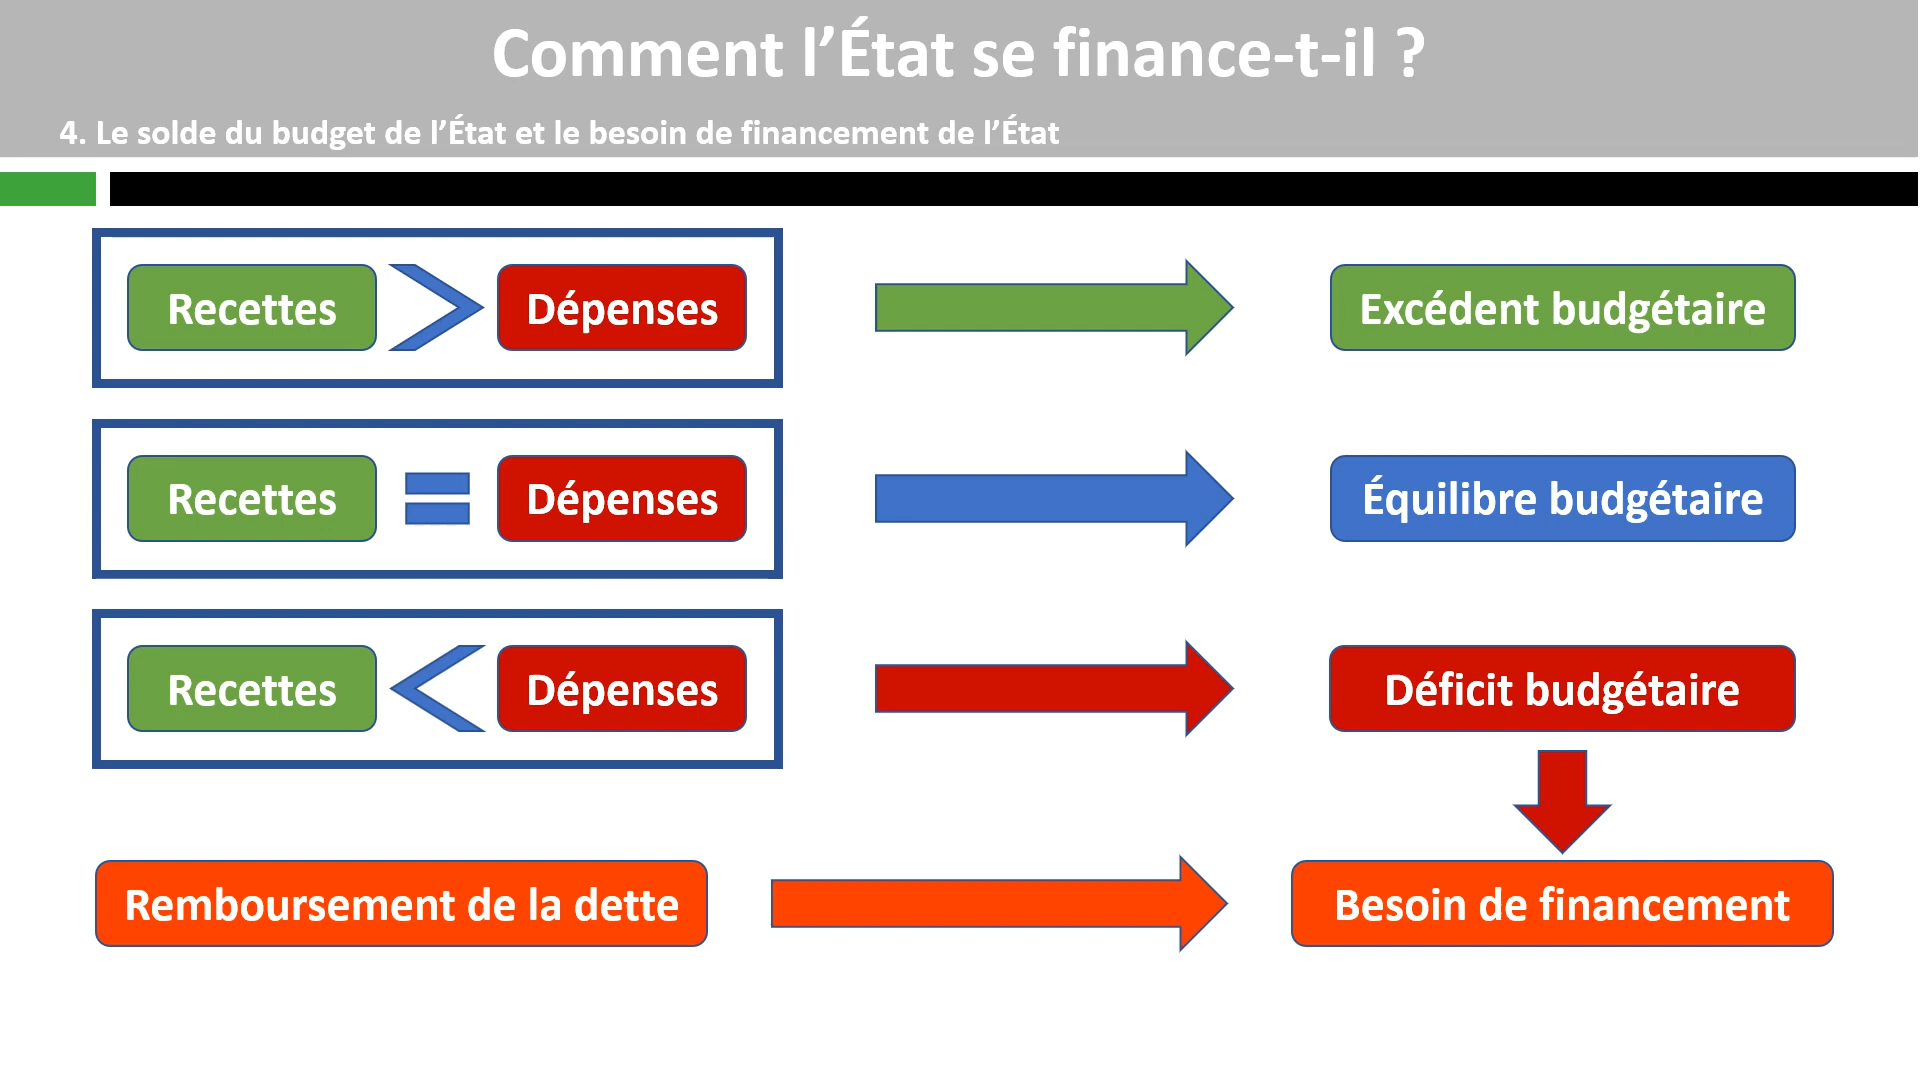 Comment l’État se finance-t-il ?
4. Le solde du budget de l’État et le besoin de financement de l’État
Recettes > Dépenses
Excédent budgétaire
Recettes = Dépenses
Équilibre budgétaire
Recettes < Dépenses
Déficit budgétaire
Remboursement de la dette
Besoin de financement